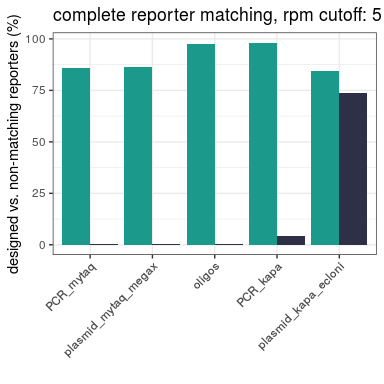 complete reporter matching, rpm cutoff: 5
designed vs. non-matching reporters (%)
100
75
50
25
0
PCR_mytaq
plasmid_mytaq_megax
oligos
PCR_kapa
plasmid_kapa_ecloni